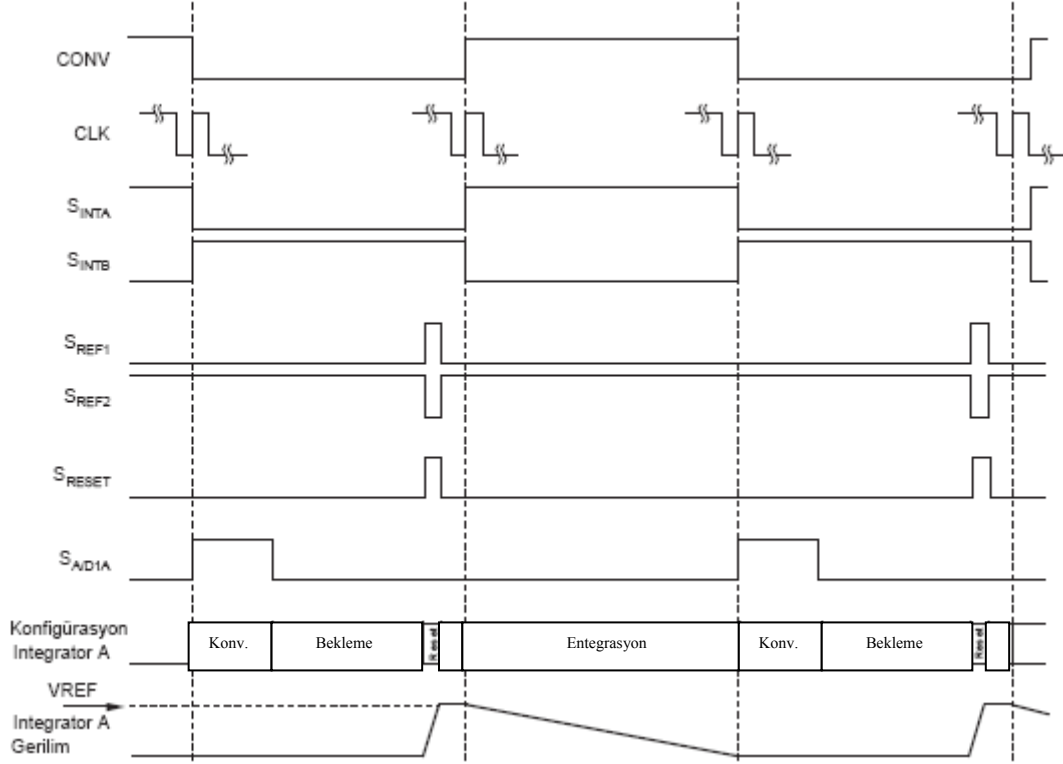 CONV
CLK
SINTA
SINTB
SREF1
SREF2
SRESET
SA/D1A
Konfigürasyon
Integrator A
Konv.
Bekleme
Reset
Entegrasyon
Konv.
Bekleme
Reset
VREF
Integrator A
Gerilim